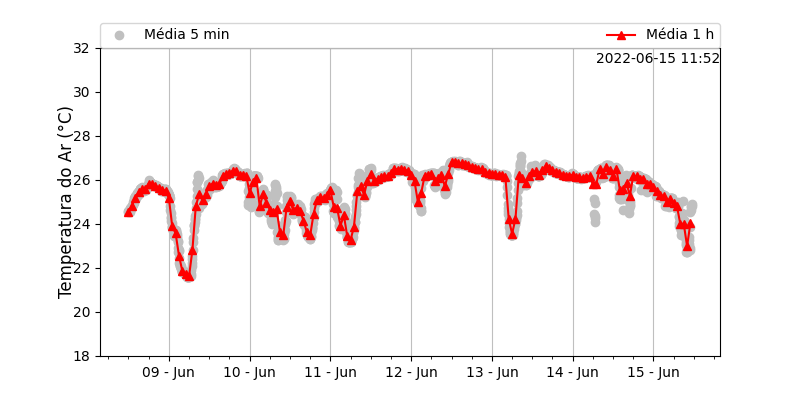 Média 5 min
Média 1 h
2022-06-15 11:52
Temperatura do Ar (°C)
32
30
28
26
24
22
20
18
09 - Jun
10 - Jun
11 - Jun
12 - Jun
13 - Jun
14 - Jun
15 - Jun